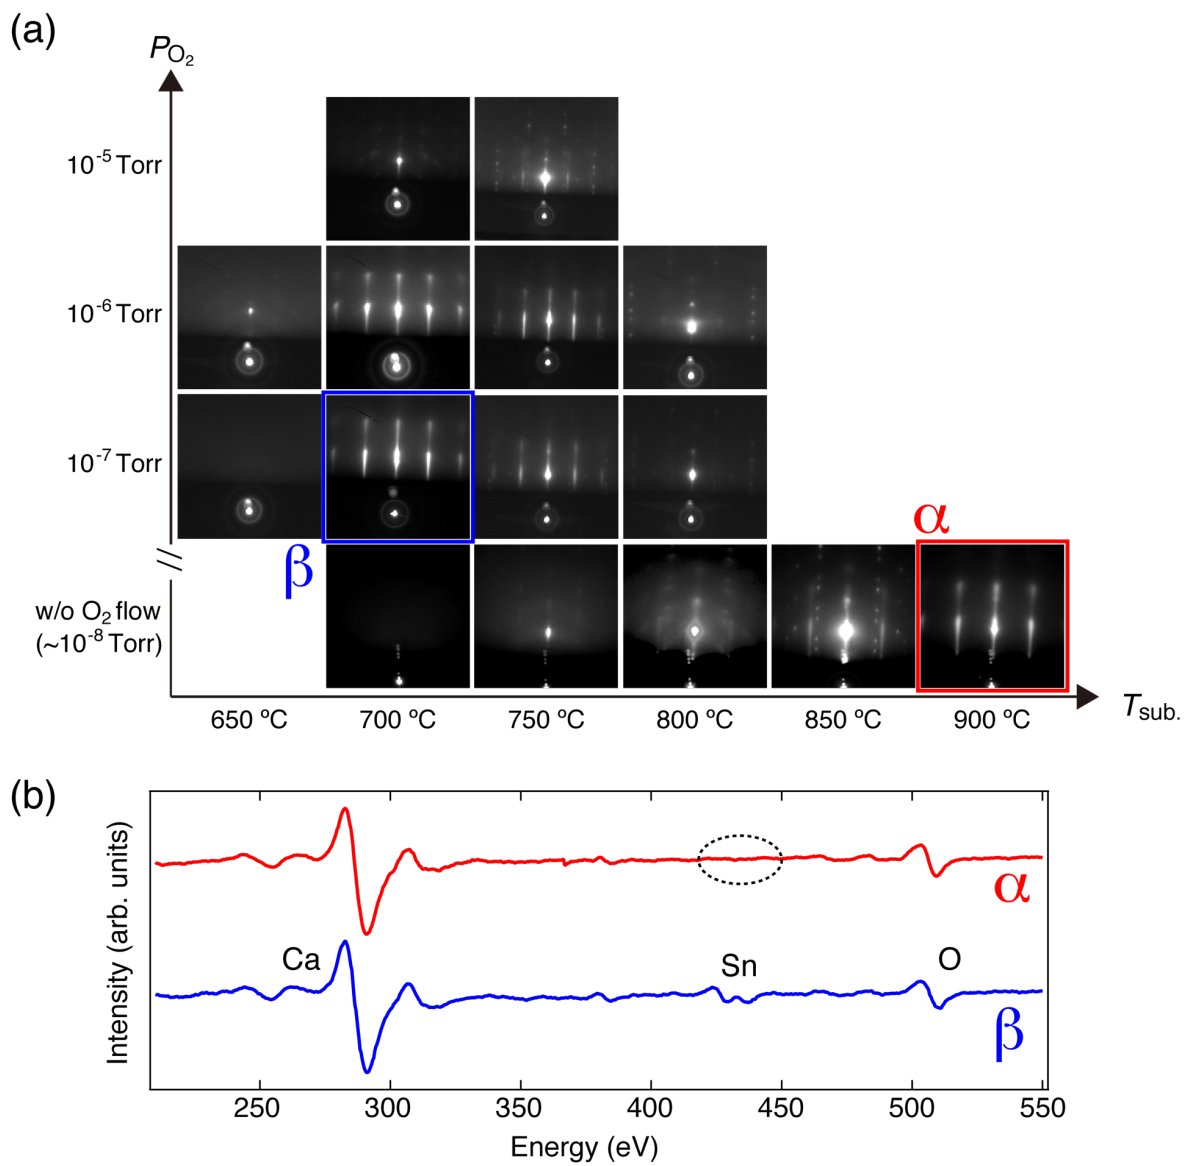 (a)
P O₂
10⁻⁵ Torr
10⁻⁶ Torr
10⁻⁷ Torr
α
β
w/o O₂ flow
(~10⁻⁸ Torr)
650 ºC 700 ºC 750 ºC 800 ºC 850 ºC 900 ºC
T sub.
(b)
Intensity (arb. units)
α
Ca
Sn
O
β
250 300 350 400 450 500 550
Energy (eV)